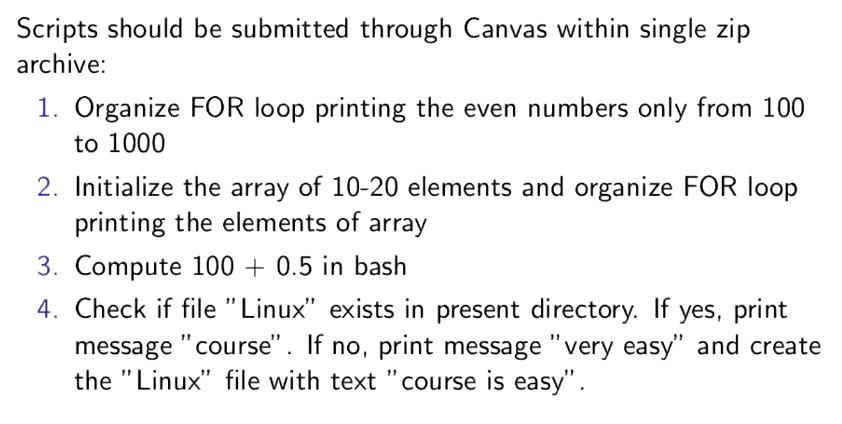 Scripts should be submitted through Canvas within single zip
archive:
1. Organize FOR loop printing the even numbers only from 100
to 1000
2. Initialize the array of 10-20 elements and organize FOR loop
printing the elements of array
3. Compute 100 + 0.5 in bash
4. Check if file "Linux" exists in present directory. If yes, print
message "course". If no, print message "very easy" and create
the "Linux" file with text "course is easy".